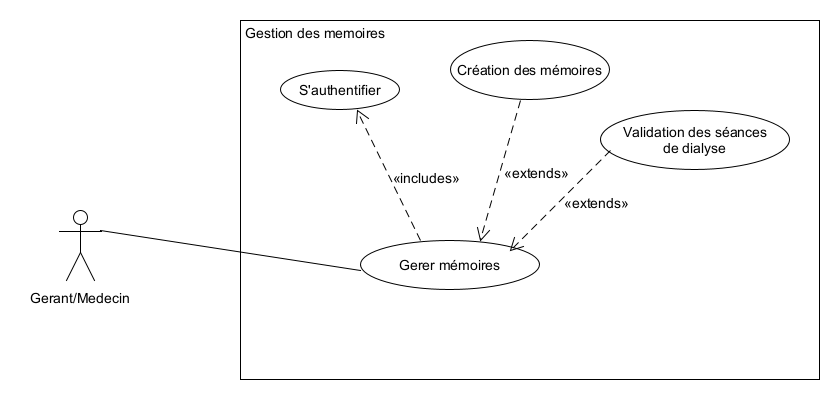 Gestion des memoires
Création des mémoires
S'authentifier
Validation des séances
de dialyse
«includes»
«extends»
«extends»
Gerer mémoires
Gerant/Medecin